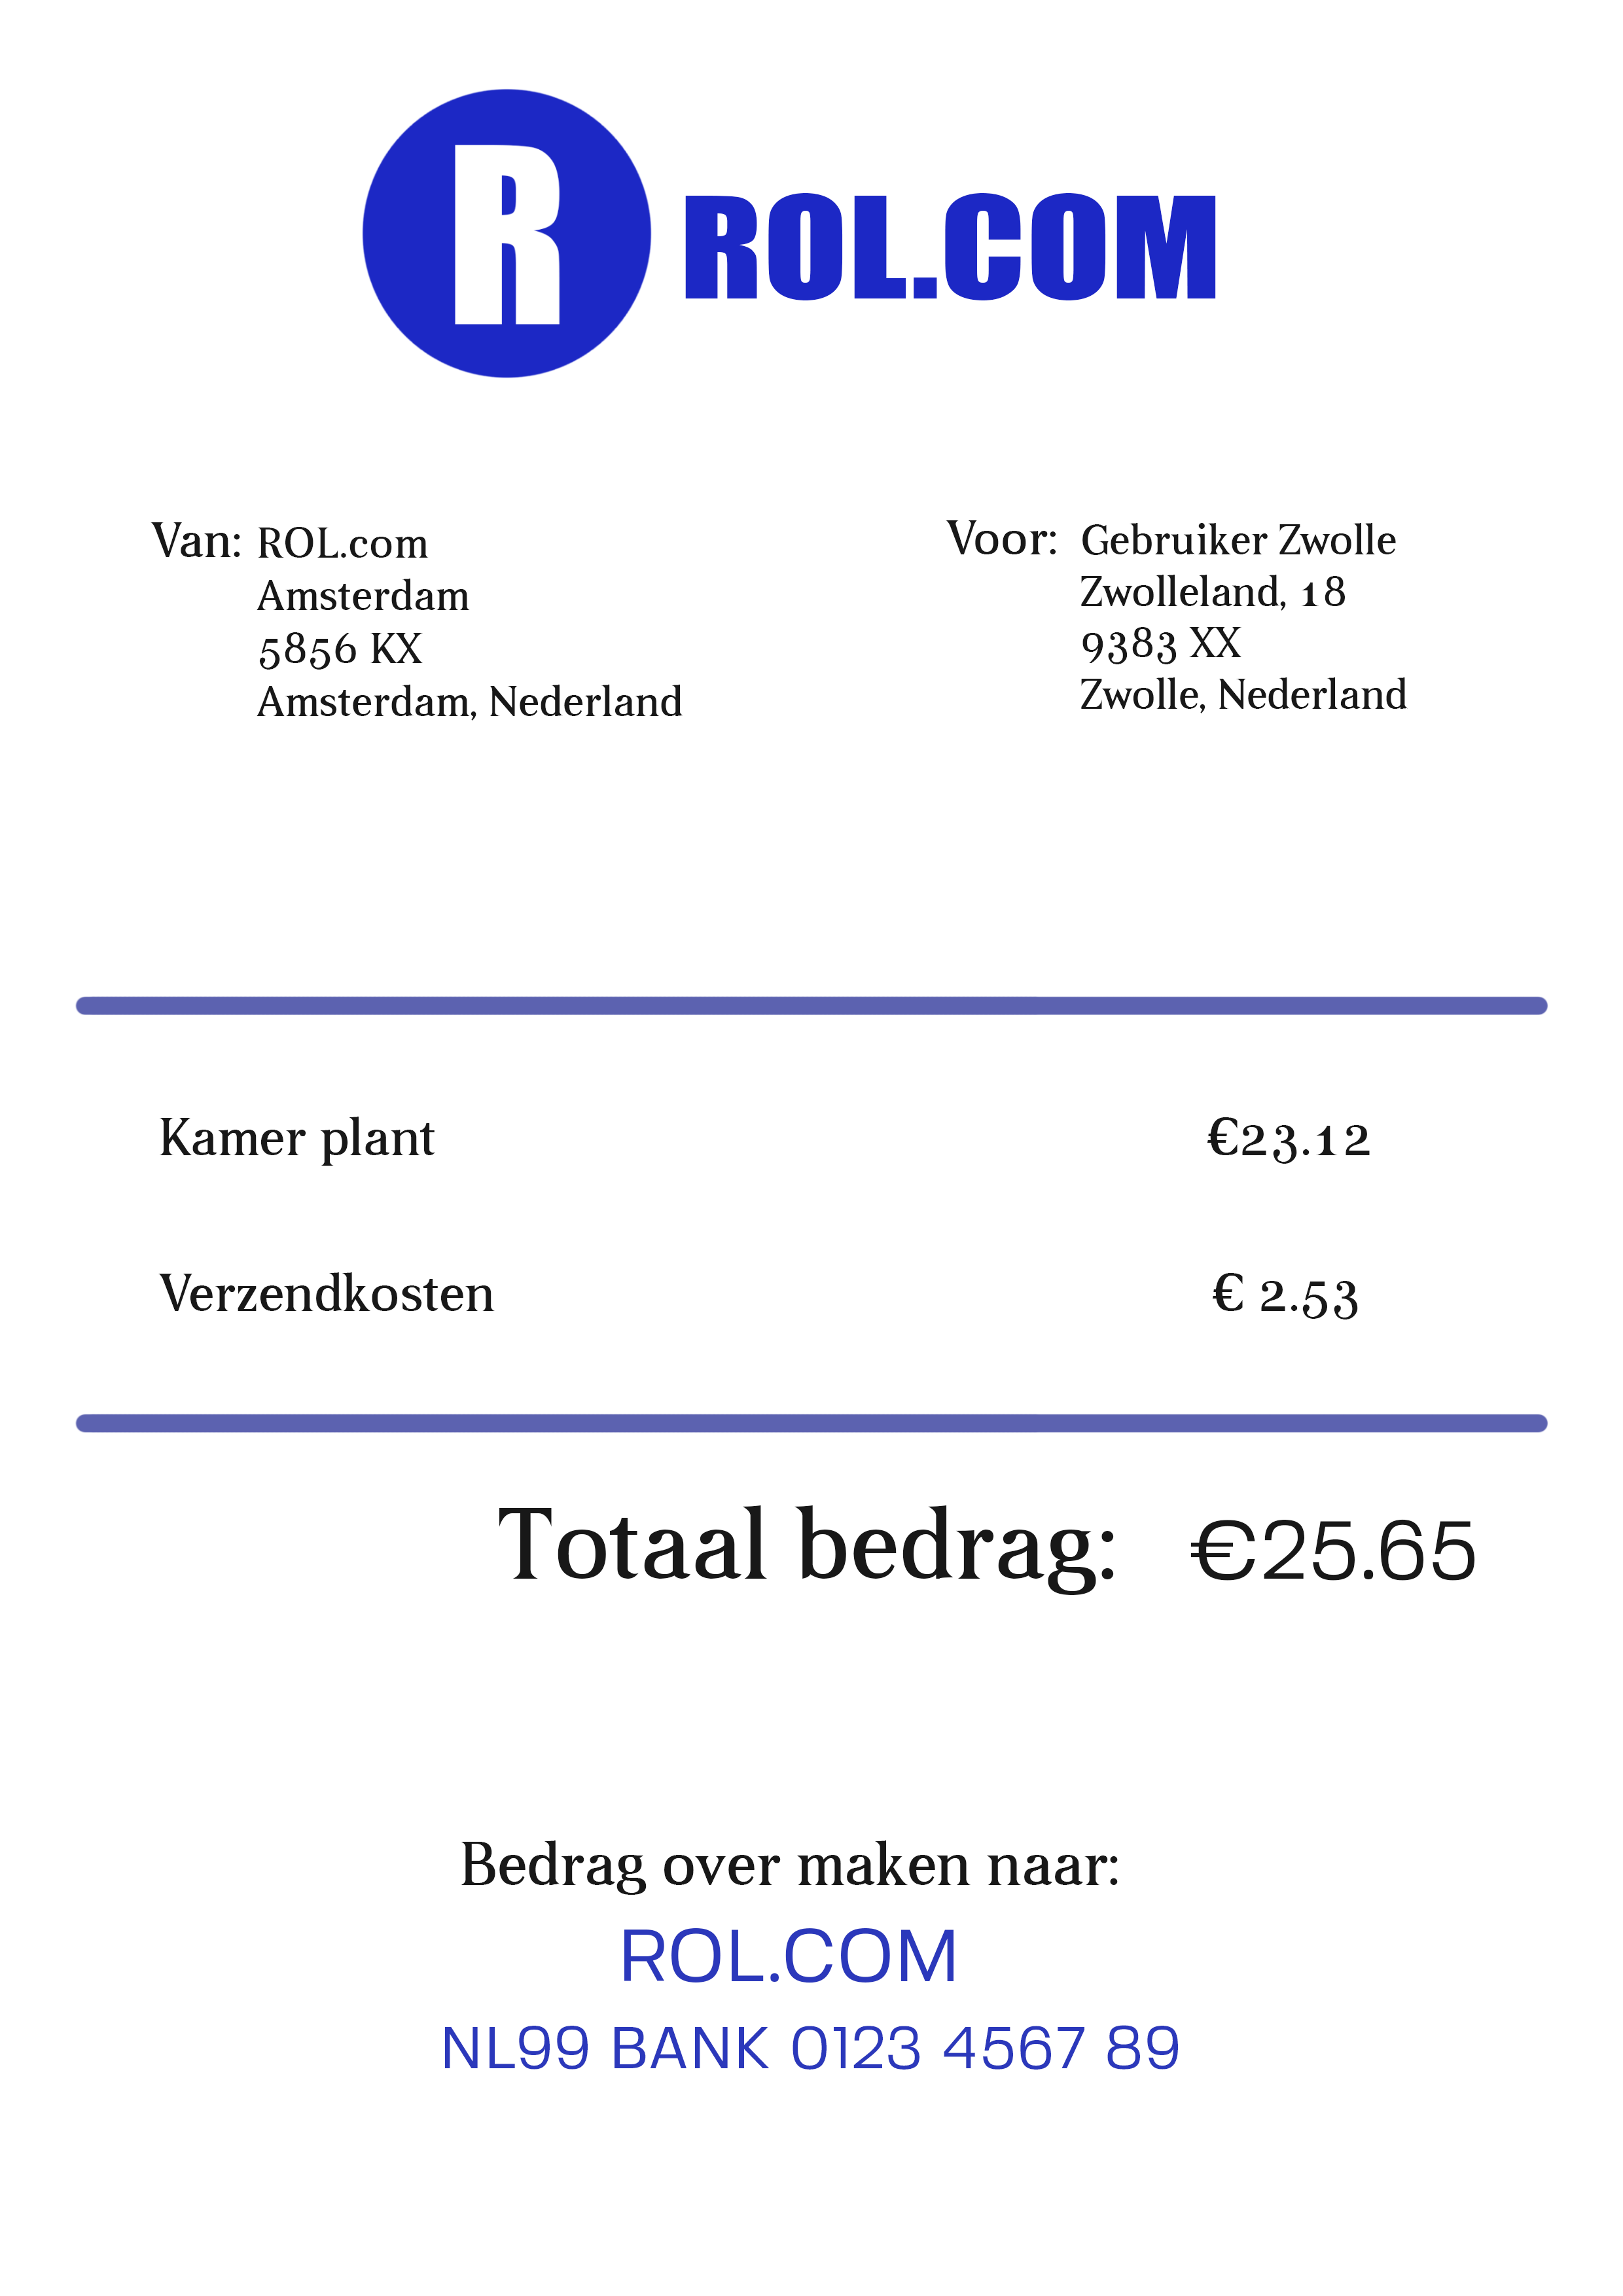 R ROL.COM
Van: ROL.com
Amsterdam
5856 KX
Amsterdam, Nederland
Voor: Gebruiker Zwolle
Zwolleland, 18
9383 XX
Zwolle, Nederland
Kamer plant €23.12
Verzendkosten € 2.53
Totaal bedrag: €25.65
Bedrag over maken naar:
ROL.COM
NL99 BANK 0123 4567 89